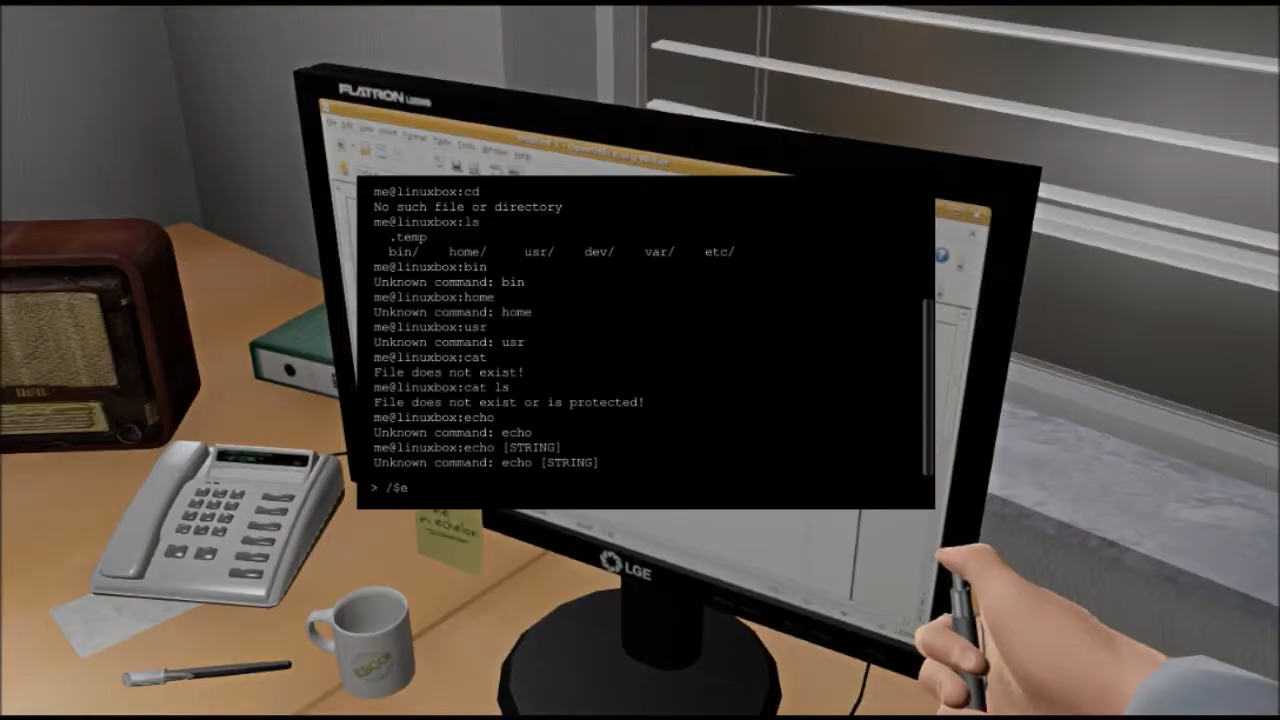 FLATRON
me@linuxbox:cd
No such file or directory
me@linuxbox:ls
.temp
bin/ home/ usr/ dev/ var/ etc/
me@linuxbox:bin
Unknown command: bin
me@linuxbox:home
Unknown command: home
me@linuxbox:usr
Unknown command: usr
me@linuxbox:cat
File does not exist!
me@linuxbox:cat ls
File does not exist or is protected!
me@linuxbox:echo
Unknown command: echo
me@linuxbox:echo [STRING]
Unknown command: echo [STRING]
> /$e
LGE